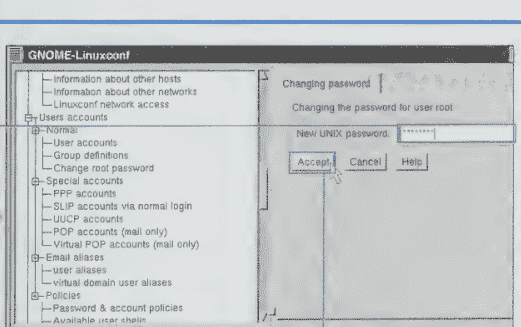 GNOME-Linuxconf
Information about other hosts
Information about other networks
Linuxconf network access
Users accounts
Normal
User accounts
Group definitions
Change root password
Special accounts
PPP accounts
SLIP accounts via normal login
UUCP accounts
POP accounts (mail only)
Virtual POP accounts (mail only)
Email aliases
user aliases
virtual domain user aliases
Policies
Password & account policies
Available user shells
Changing password
Changing the password for user root
New UNIX password: ********
Accept Cancel Help